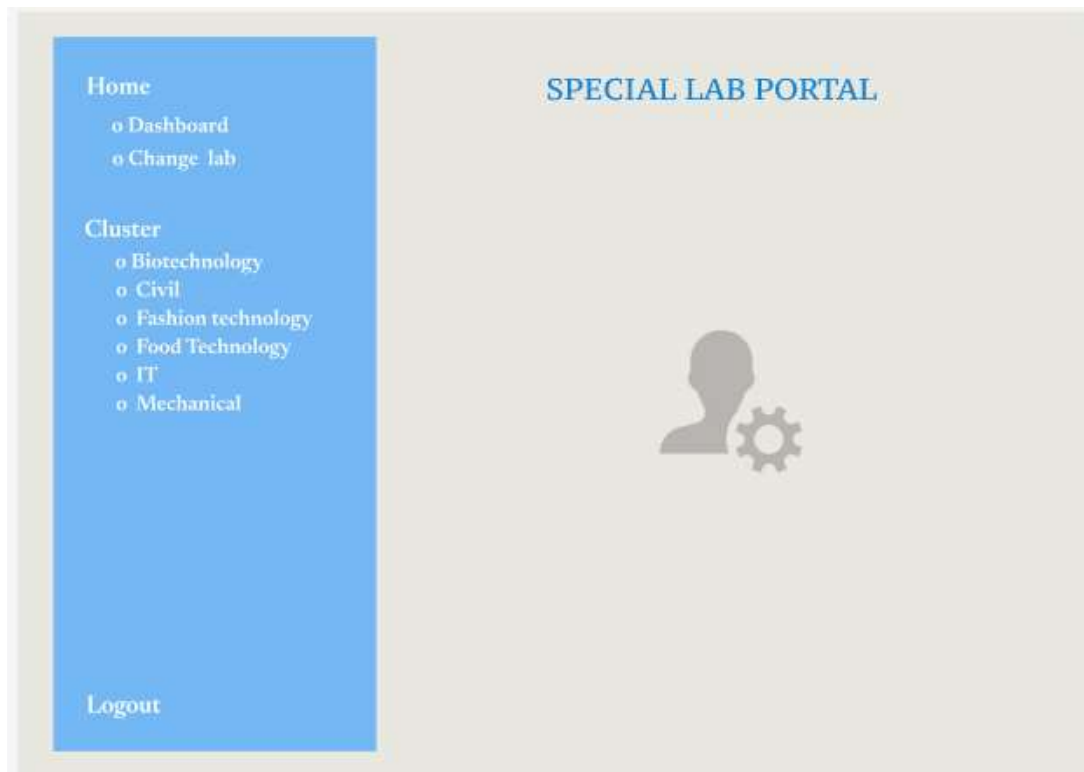 Home
o Dashboard
o Change lab
Cluster
o Biotechnology
o Civil
o Fashion technology
o Food Technology
o IT
o Mechanical
Logout
SPECIAL LAB PORTAL